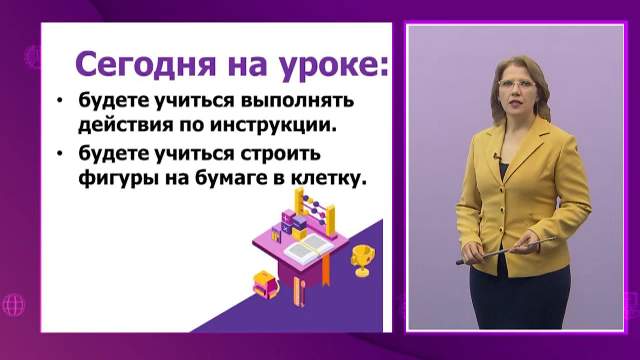 Сегодня на уроке:
• будете учиться выполнять
действия по инструкции.
• будете учиться строить
фигуры на бумаге в клетку.